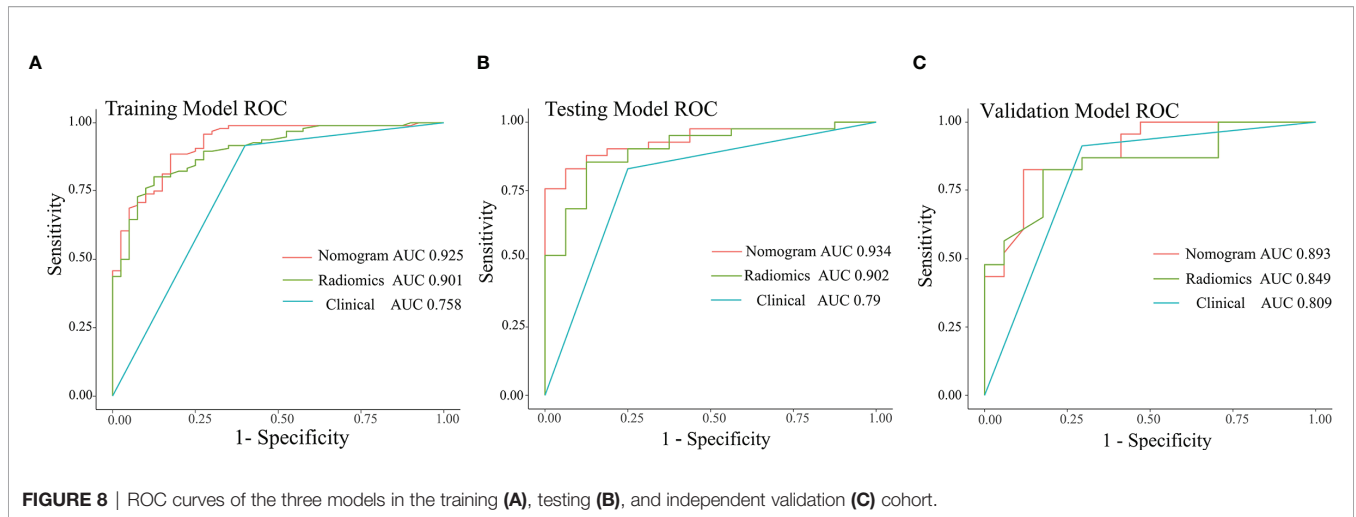 A
Training Model ROC
1.00
0.75
0.50
0.25
0.00
Sensitivity
Nomogram AUC 0.925
Radiomics AUC 0.901
Clinical AUC 0.758
0.00 0.25 0.50 0.75 1.00
1- Specificity
B
Testing Model ROC
1.00
0.75
0.50
0.25
0.00
Sensitivity
Nomogram AUC 0.934
Radiomics AUC 0.902
Clinical AUC 0.79
0.00 0.25 0.50 0.75 1.00
1 - Specificity
C
Validation Model ROC
1.00
0.75
0.50
0.25
0.00
Sensitivity
Nomogram AUC 0.893
Radiomics AUC 0.849
Clinical AUC 0.809
0.00 0.25 0.50 0.75 1.00
1 - Specificity
FIGURE 8 | ROC curves of the three models in the training (A), testing (B), and independent validation (C) cohort.